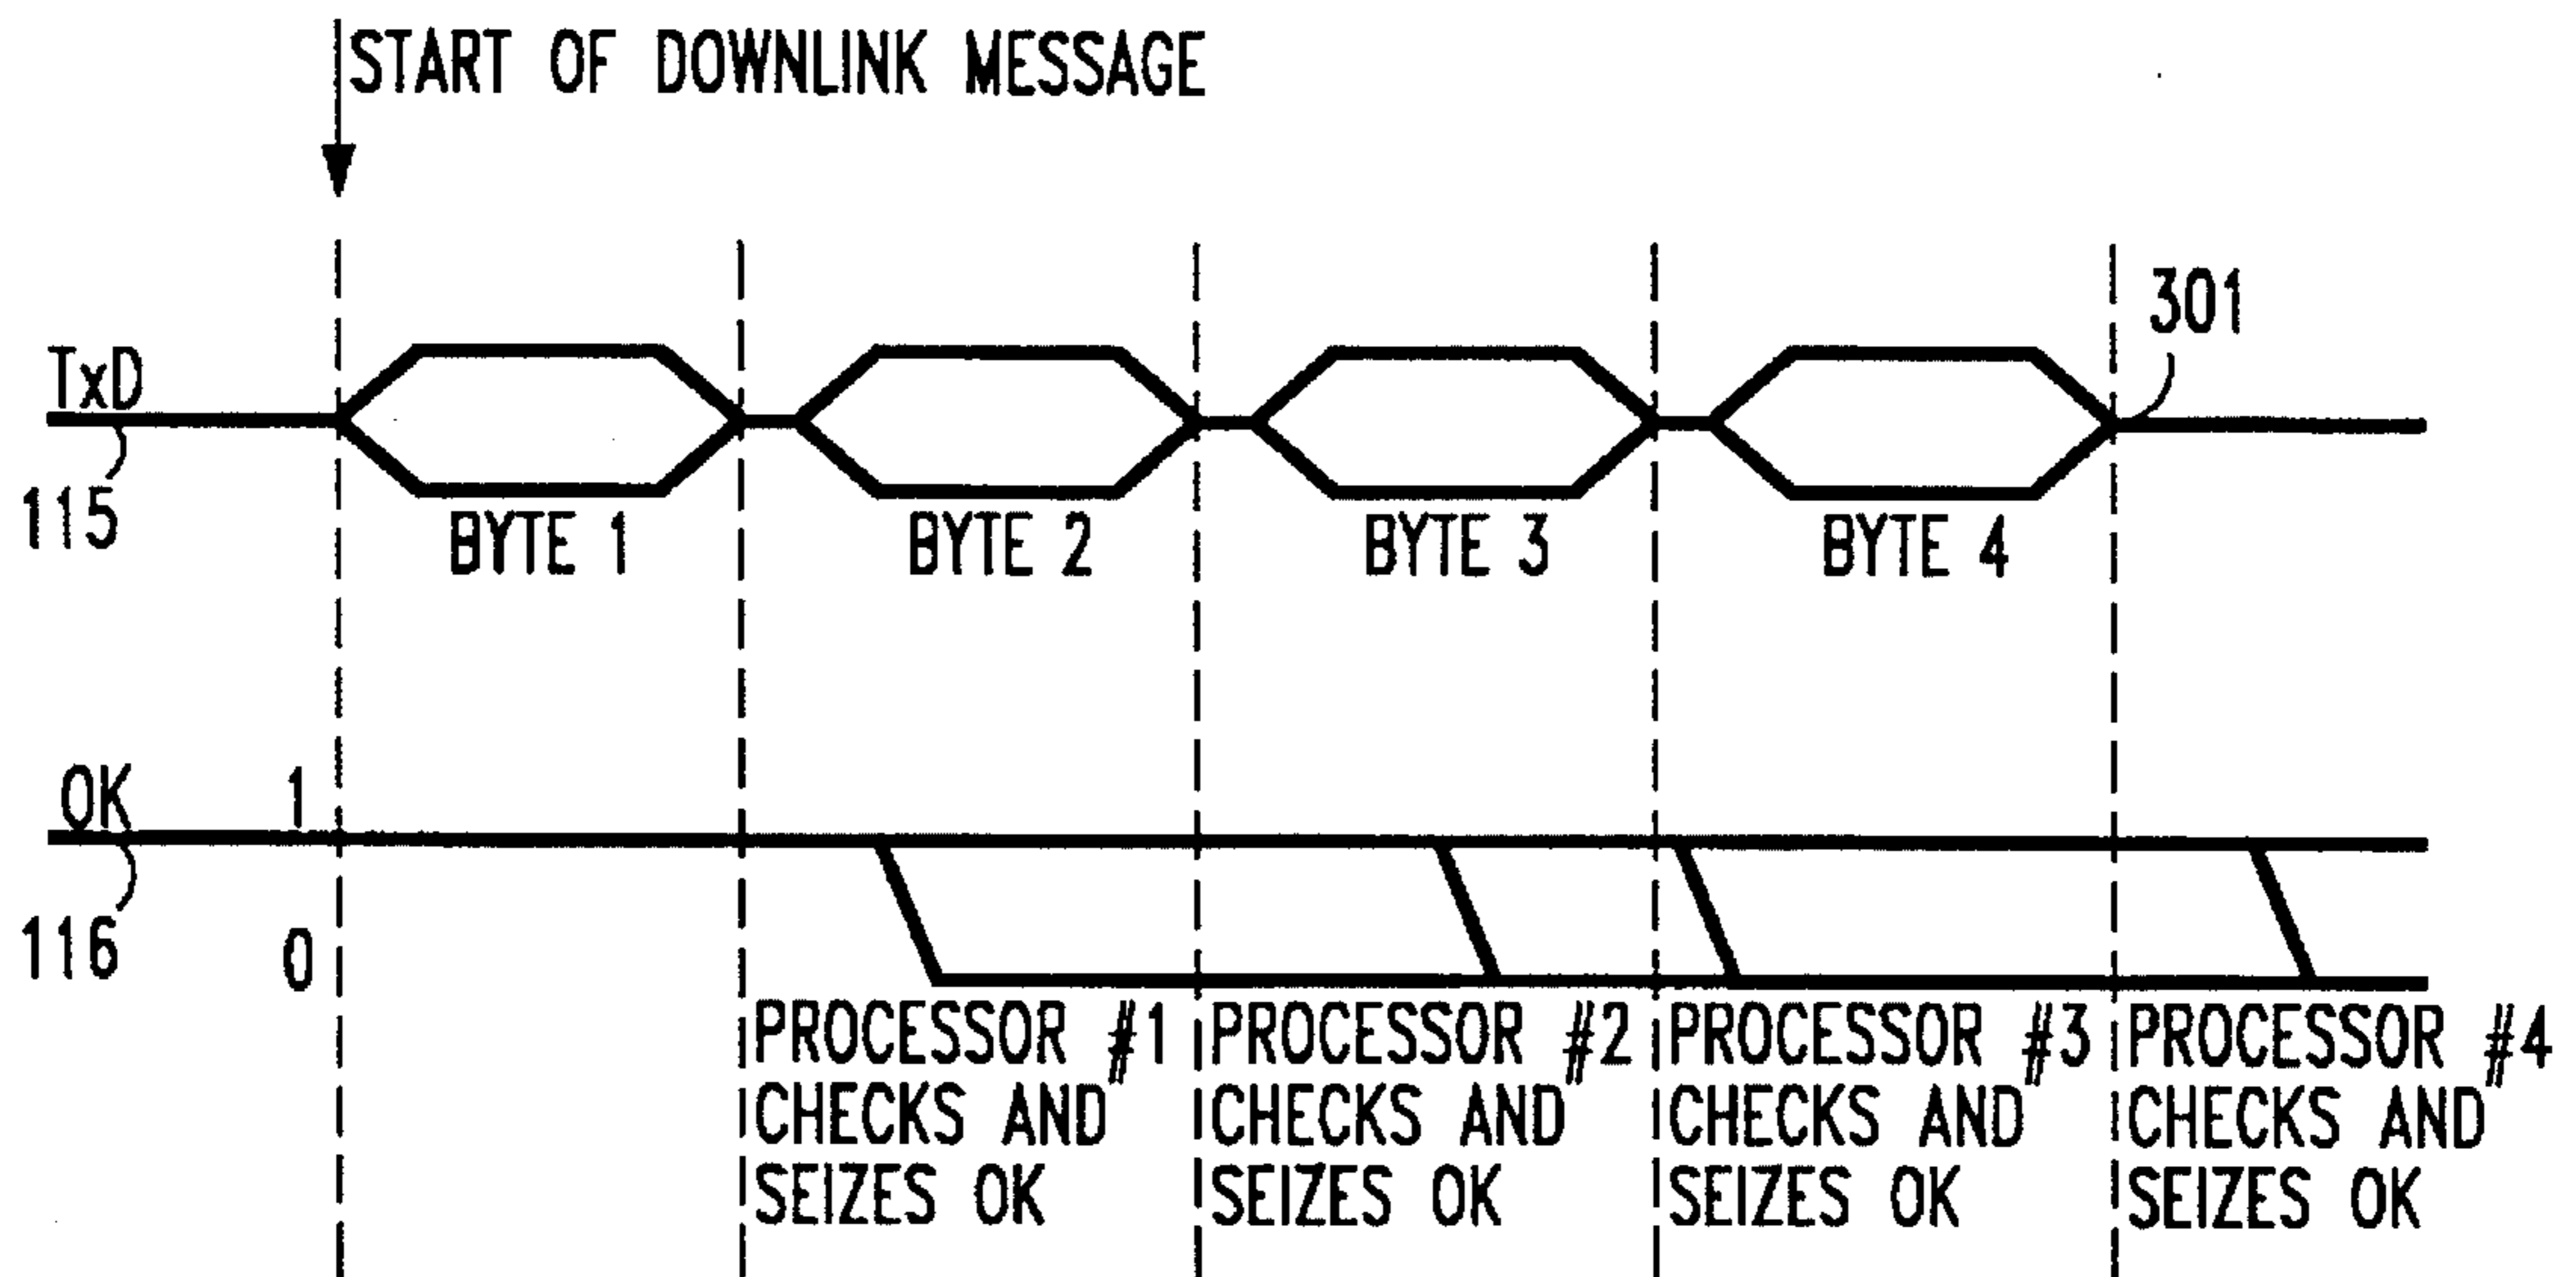 START OF DOWNLINK MESSAGE
301
TxD
115
BYTE 1
BYTE 2
BYTE 3
BYTE 4
OK
1
116
0
PROCESSOR #1
CHECKS AND
SEIZES OK
PROCESSOR #2
CHECKS AND
SEIZES OK
PROCESSOR #3
CHECKS AND
SEIZES OK
PROCESSOR #4
CHECKS AND
SEIZES OK